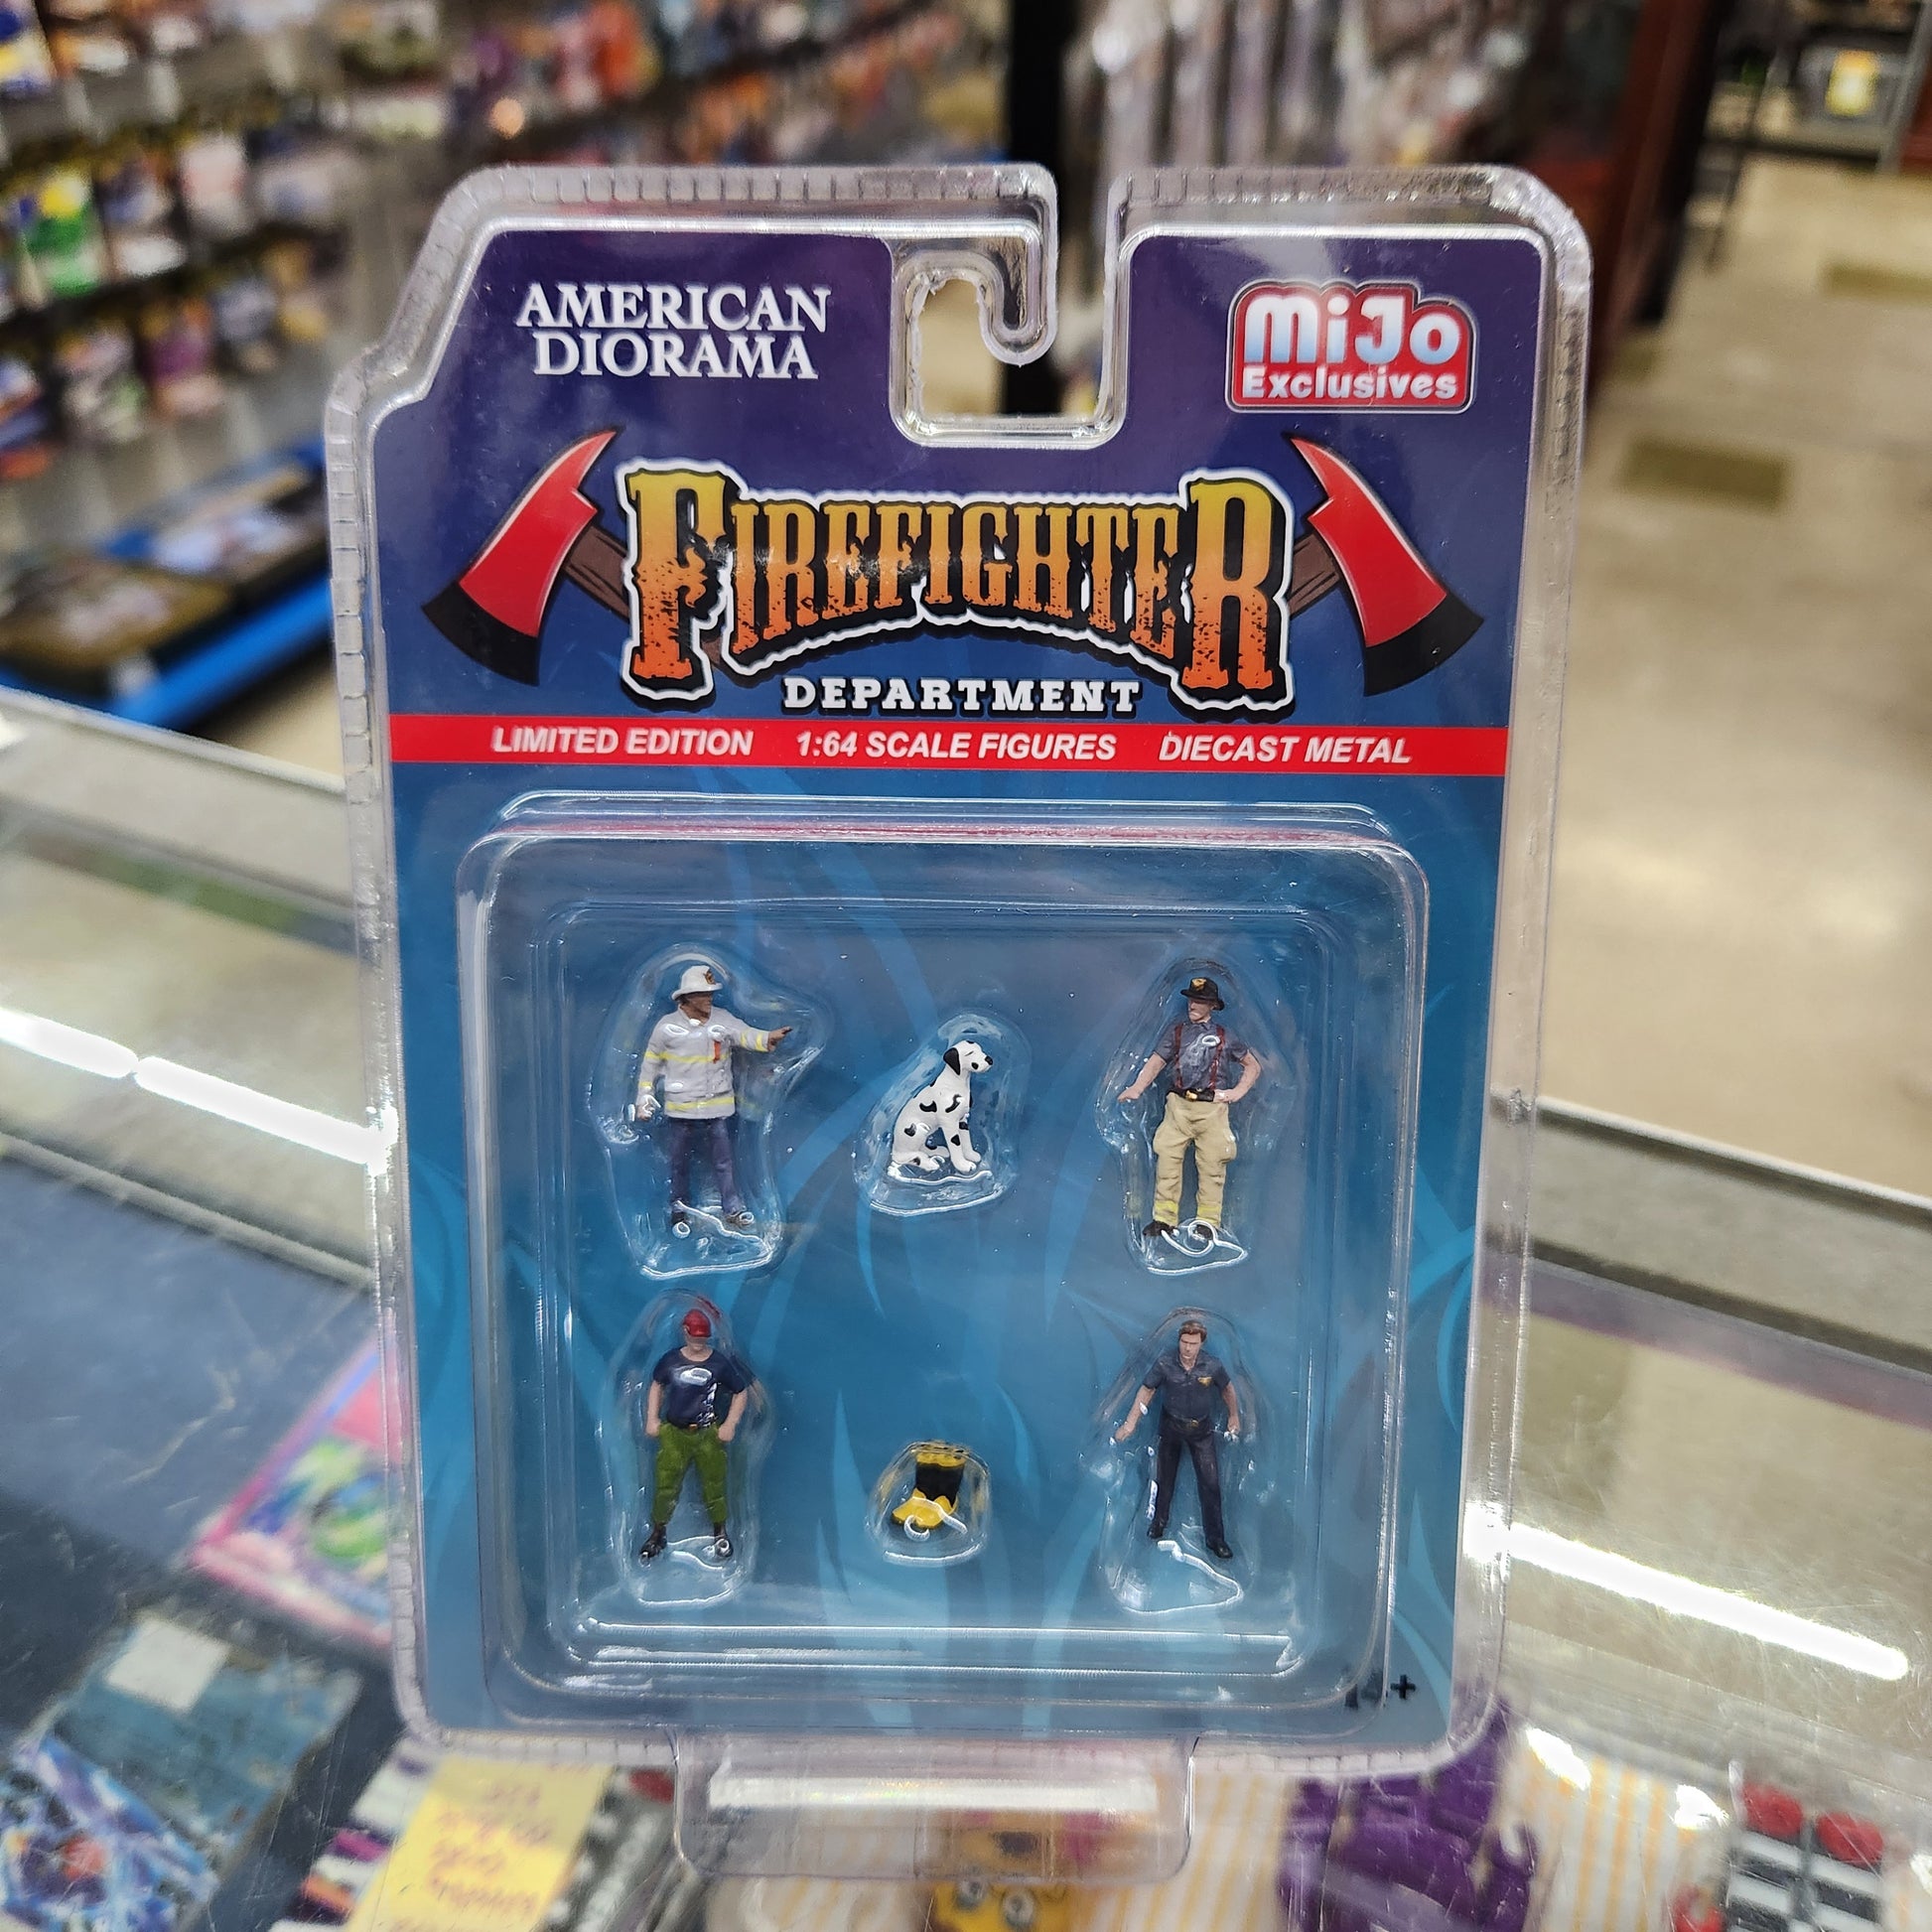 AMERICAN
DIORAMA
MiJo
Exclusives
FIREFIGHTER
DEPARTMENT
LIMITED EDITION 1:64 SCALE FIGURES DIECAST METAL